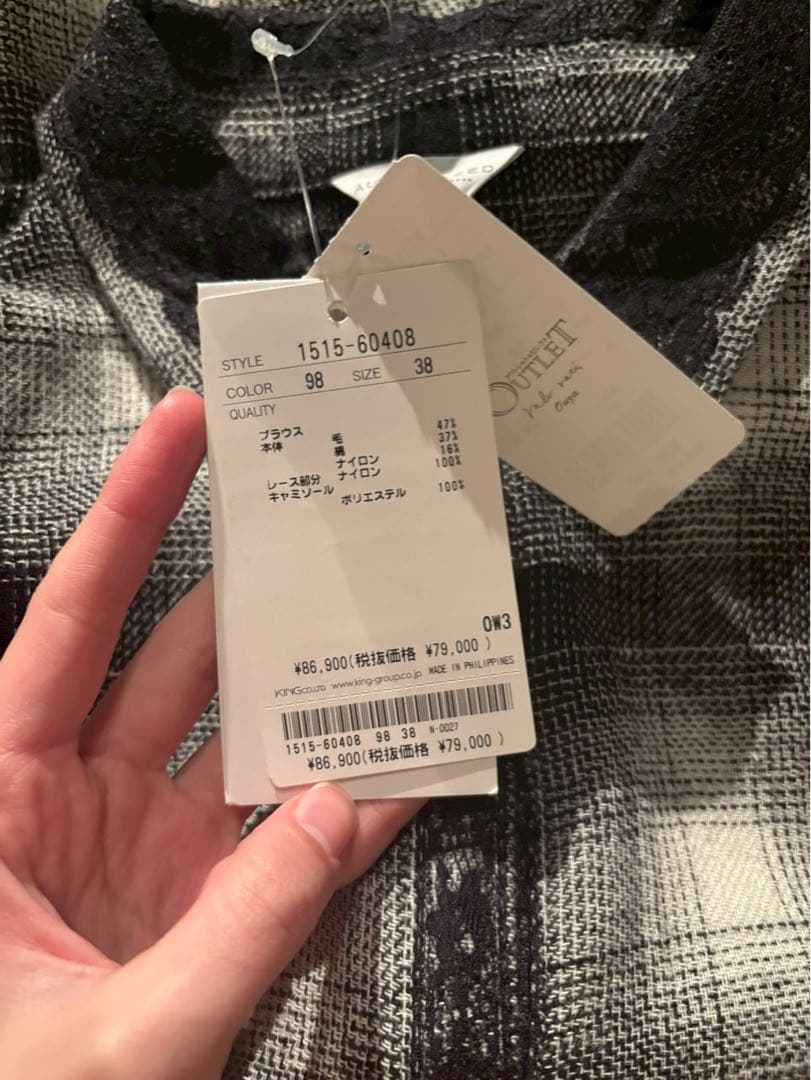 STYLE 1515-60408
COLOR 98 SIZE 38
QUALITY
ブラウス
本体 毛 47%
綿 37%
ナイロン 16%
レース部分 ナイロン 100%
キャミソール ポリエステル 100%
0W3
¥86,900(税抜価格 ¥79,000 )
KING CO.,LTD www.king-group.co.jp MADE IN PHILIPPINES
1515-60408 98 38 N-0027
¥86,900(税抜価格 ¥79,000 )
OUTLET